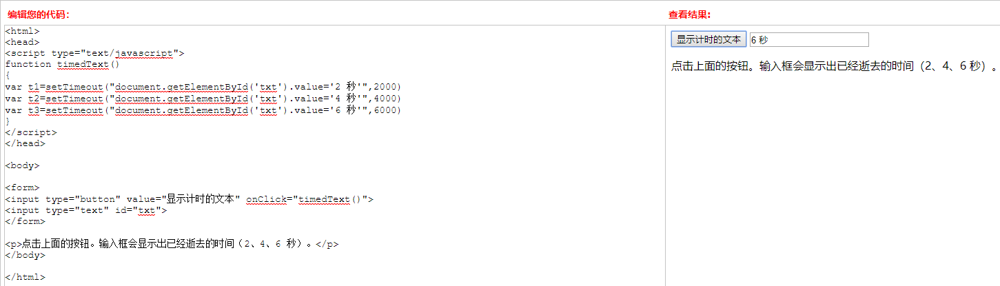 编辑您的代码：
<html>
<head>
<script type="text/javascript">
function timedText()
{
var t1=setTimeout("document.getElementById('txt').value='2 秒'",2000)
var t2=setTimeout("document.getElementById('txt').value='4 秒'",4000)
var t3=setTimeout("document.getElementById('txt').value='6 秒'",6000)
}
</script>
</head>
<body>
<form>
<input type="button" value="显示计时的文本" onClick="timedText()">
<input type="text" id="txt">
</form>
<p>点击上面的按钮。输入框会显示出已经逝去的时间（2、4、6 秒）。</p>
</body>
</html>
查看结果:
显示计时的文本 6 秒
点击上面的按钮。输入框会显示出已经逝去的时间（2、4、6 秒）。